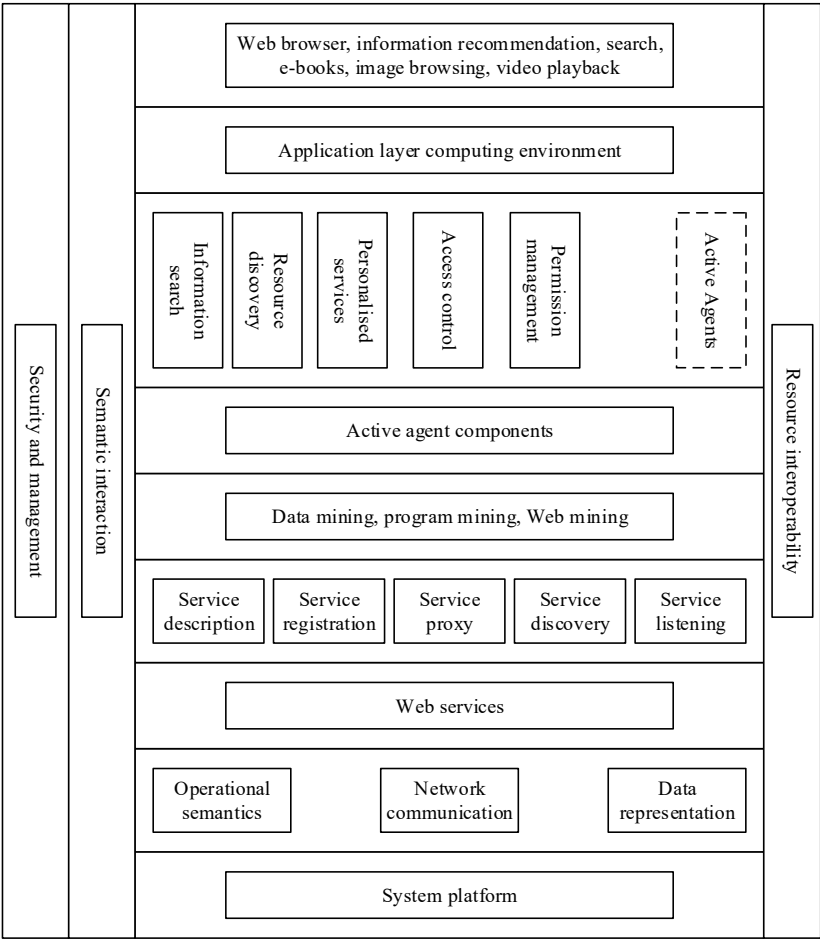 Web browser, information recommendation, search,
e-books, image browsing, video playback
Application layer computing environment
Information
search
Resource
discovery
Personalised
services
Access control
Permission
management
Active Agents
Security and management
Semantic interaction
Resource interoperability
Active agent components
Data mining, program mining, Web mining
Service
description
Service
registration
Service
proxy
Service
discovery
Service
listening
Web services
Operational
semantics
Network
communication
Data
representation
System platform